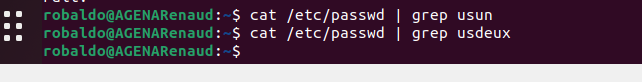 robaldo@AGENARenaud:~$ cat /etc/passwd | grep usun
robaldo@AGENARenaud:~$ cat /etc/passwd | grep usdeux
robaldo@AGENARenaud:~$